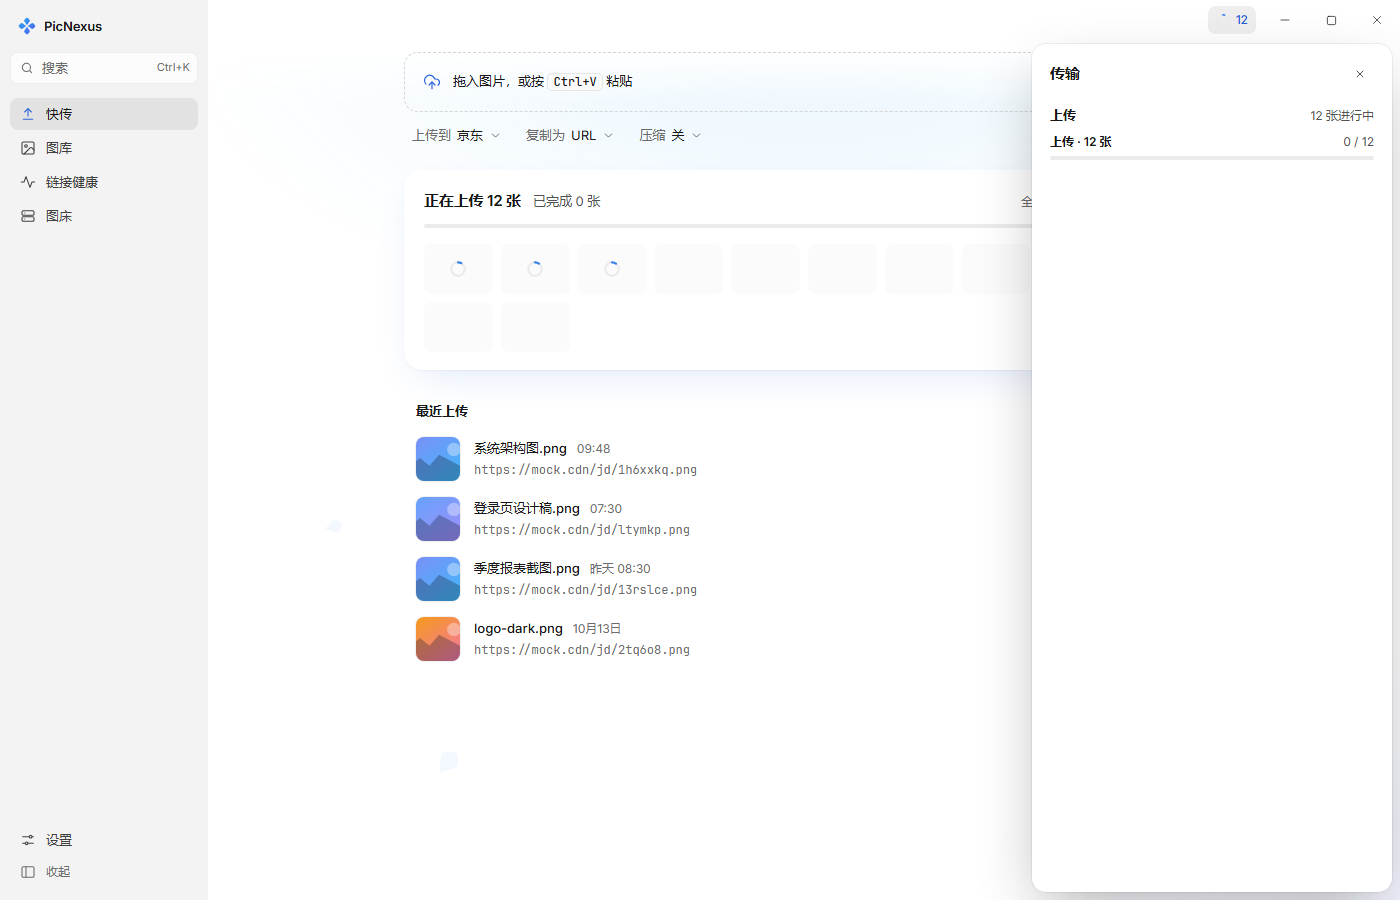 PicNexus
搜索 Ctrl+K
快传
图库
链接健康
图床
设置
收起
12
拖入图片，或按 Ctrl+V 粘贴
上传到 京东 复制为 URL 压缩 关
正在上传 12 张 已完成 0 张 全
最近上传
系统架构图.png 09:48
https://mock.cdn/jd/1h6xxkq.png
登录页设计稿.png 07:30
https://mock.cdn/jd/ltymkp.png
季度报表截图.png 昨天 08:30
https://mock.cdn/jd/13rslce.png
logo-dark.png 10月13日
https://mock.cdn/jd/2tq6o8.png
传输
上传 12 张进行中
上传 · 12 张 0 / 12